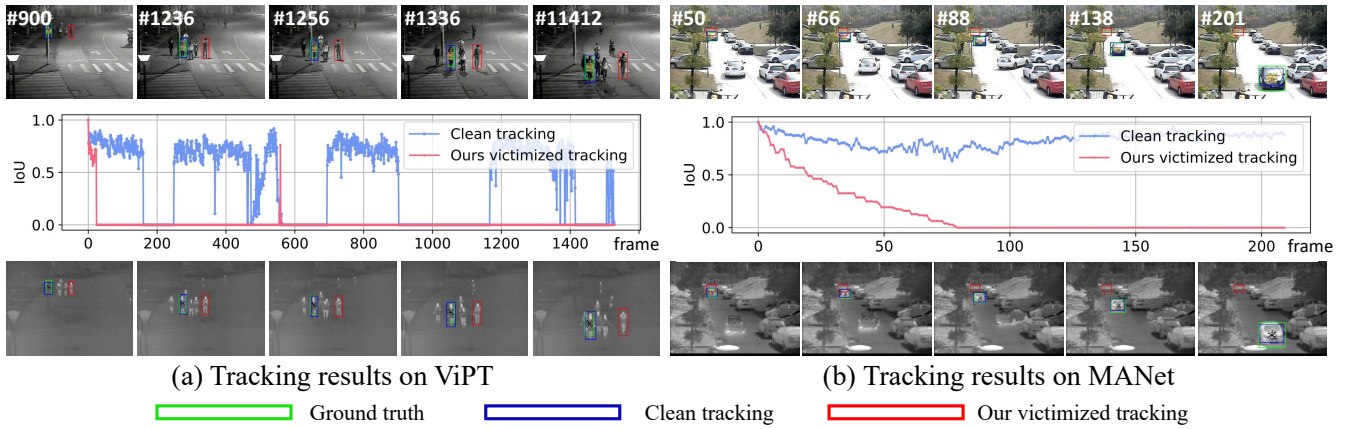 #900 #1236 #1256 #1336 #11412
#50 #66 #88 #138 #201
1.0
0.5
0.0
IoU
Clean tracking
Ours victimized tracking
0 200 400 600 800 1000 1200 1400 frame
1.0
0.5
0.0
IoU
Clean tracking
Ours victimized tracking
0 50 100 150 200 frame
(a) Tracking results on ViPT
(b) Tracking results on MANet
Ground truth Clean tracking Our victimized tracking